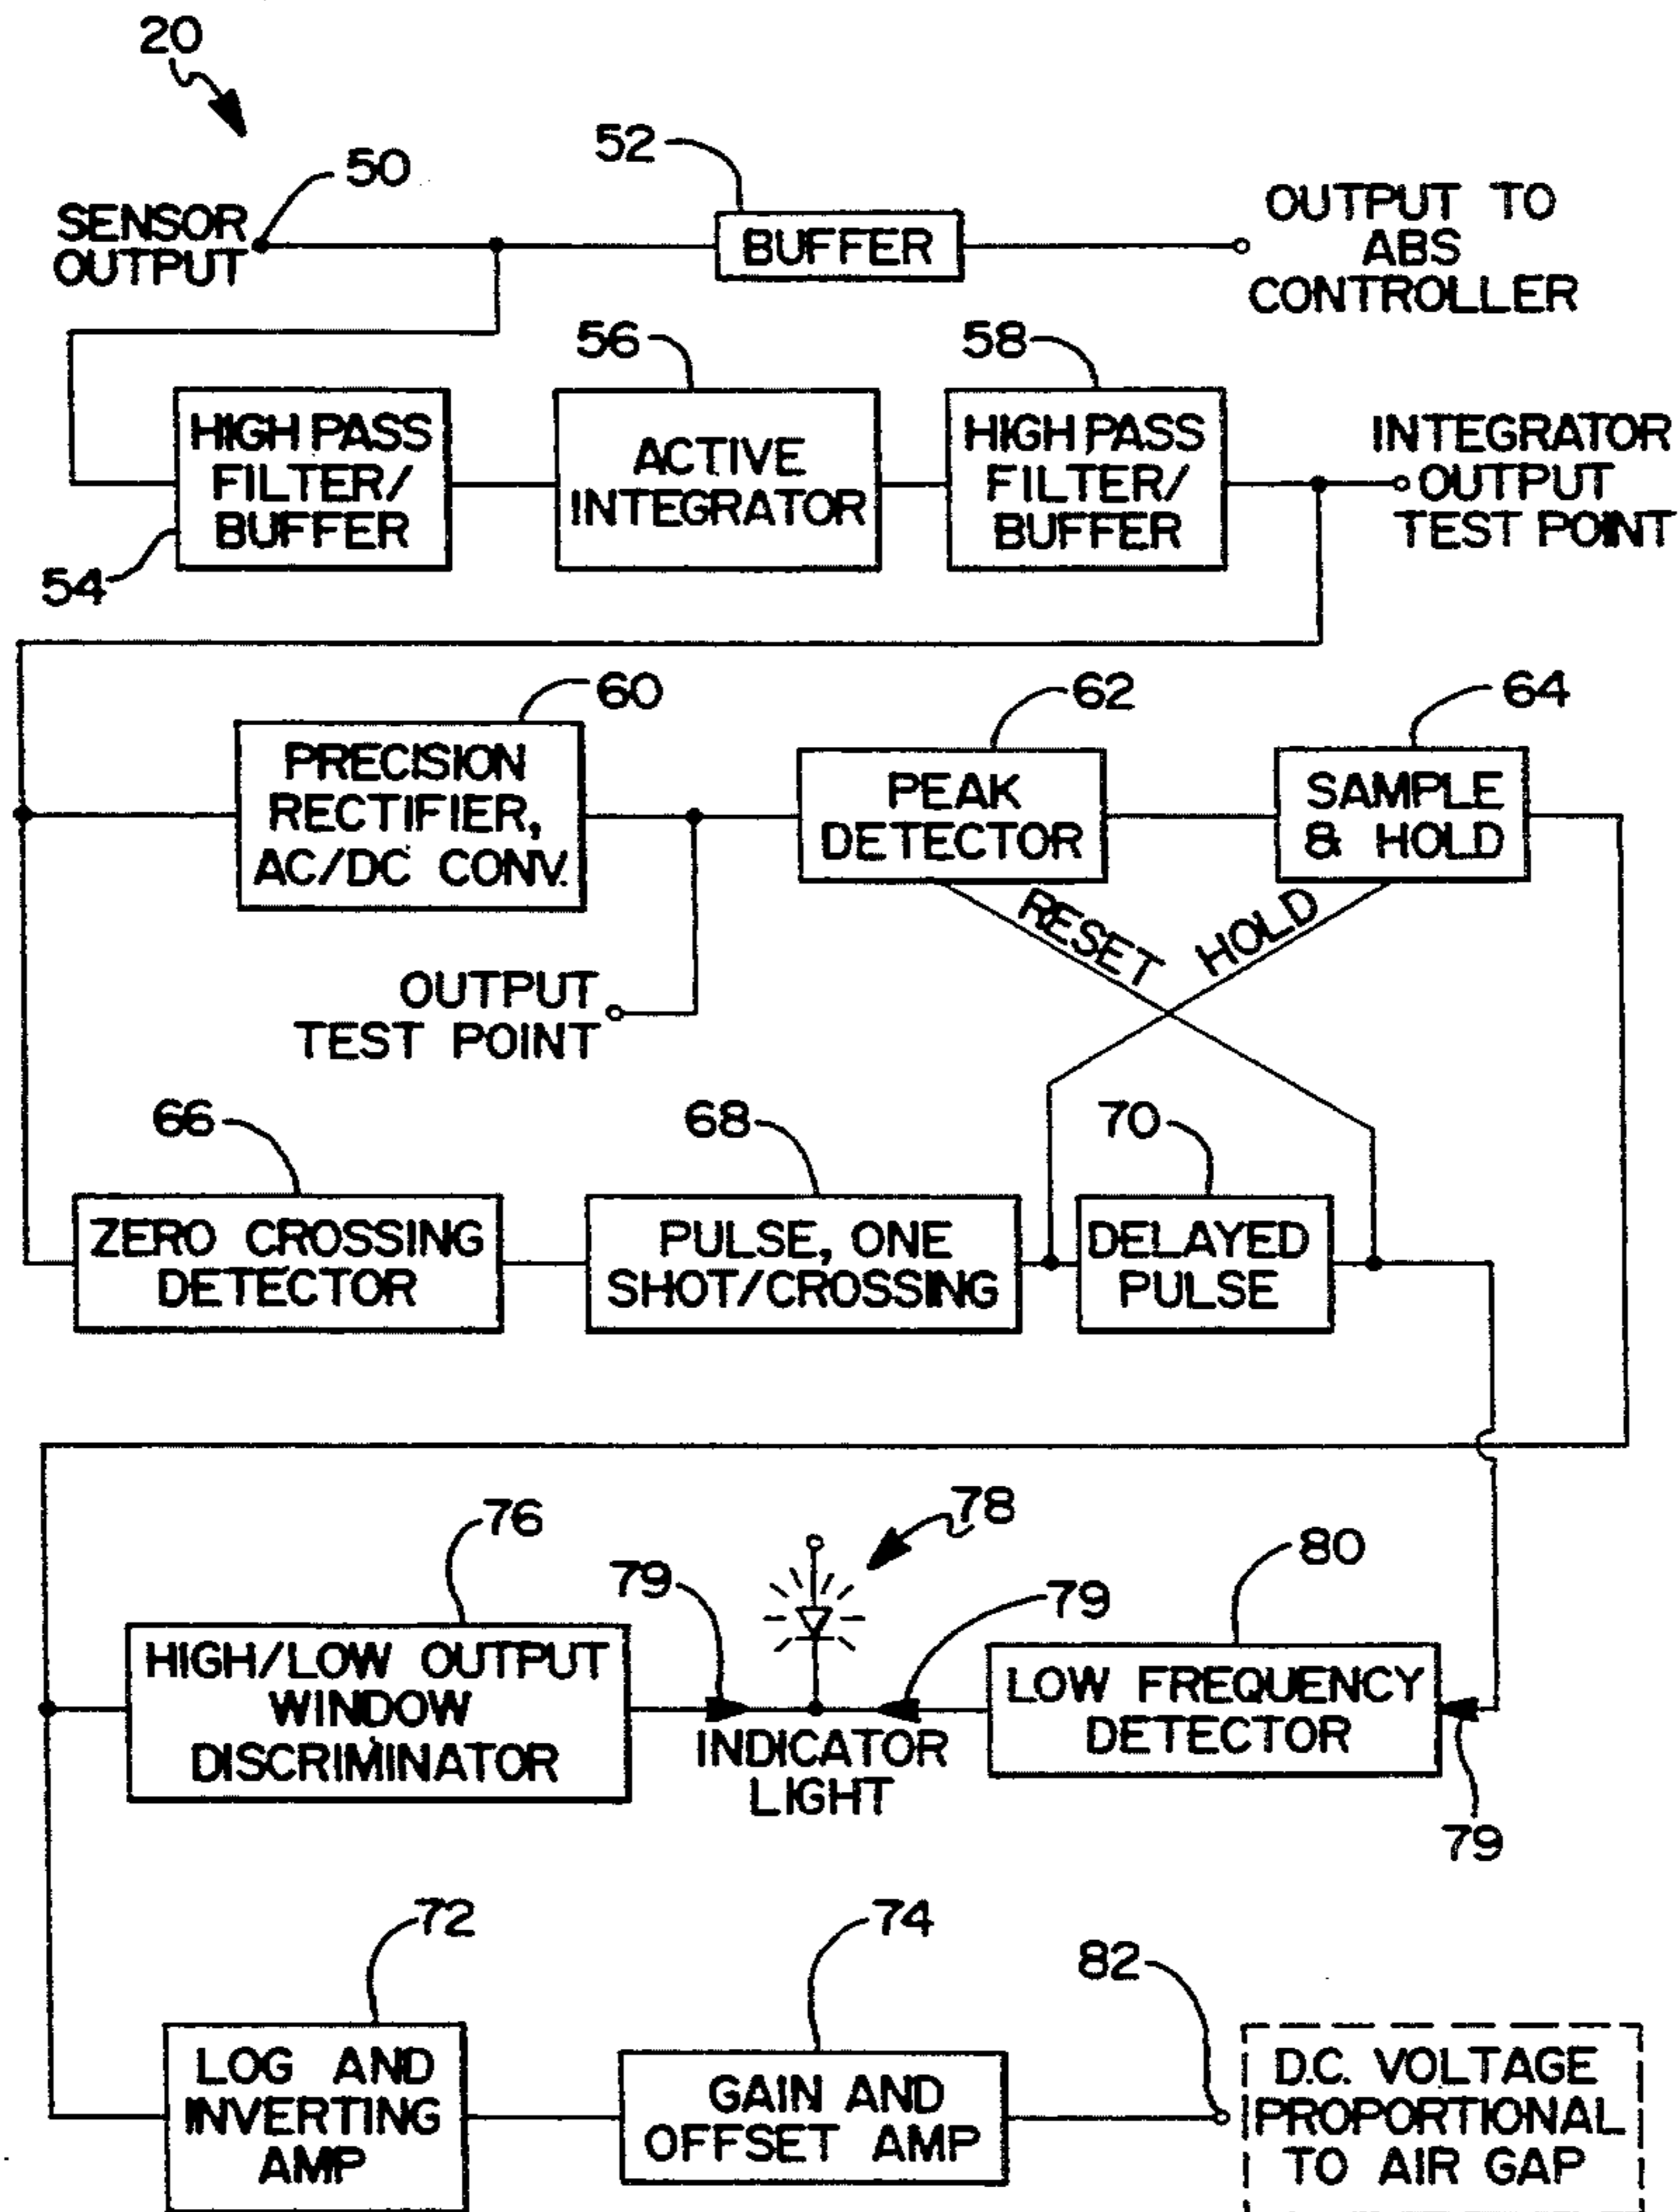 20
50
52
SENSOR
OUTPUT
BUFFER
OUTPUT TO
ABS
CONTROLLER
56
58
HIGH PASS
FILTER/
BUFFER
54
ACTIVE
INTEGRATOR
HIGH PASS
FILTER/
BUFFER
INTEGRATOR
OUTPUT
TEST POINT
60
62
64
PRECISION
RECTIFIER,
AC/DC CONV.
PEAK
DETECTOR
SAMPLE
& HOLD
RESET
HOLD
OUTPUT
TEST POINT
66
68
70
ZERO CROSSING
DETECTOR
PULSE, ONE
SHOT/CROSSING
DELAYED
PULSE
76
79
78
79
80
HIGH/LOW OUTPUT
WINDOW
DISCRIMINATOR
INDICATOR
LIGHT
LOW FREQUENCY
DETECTOR
79
72
74
82
LOG AND
INVERTING
AMP
GAIN AND
OFFSET AMP
D.C. VOLTAGE
PROPORTIONAL
TO AIR GAP